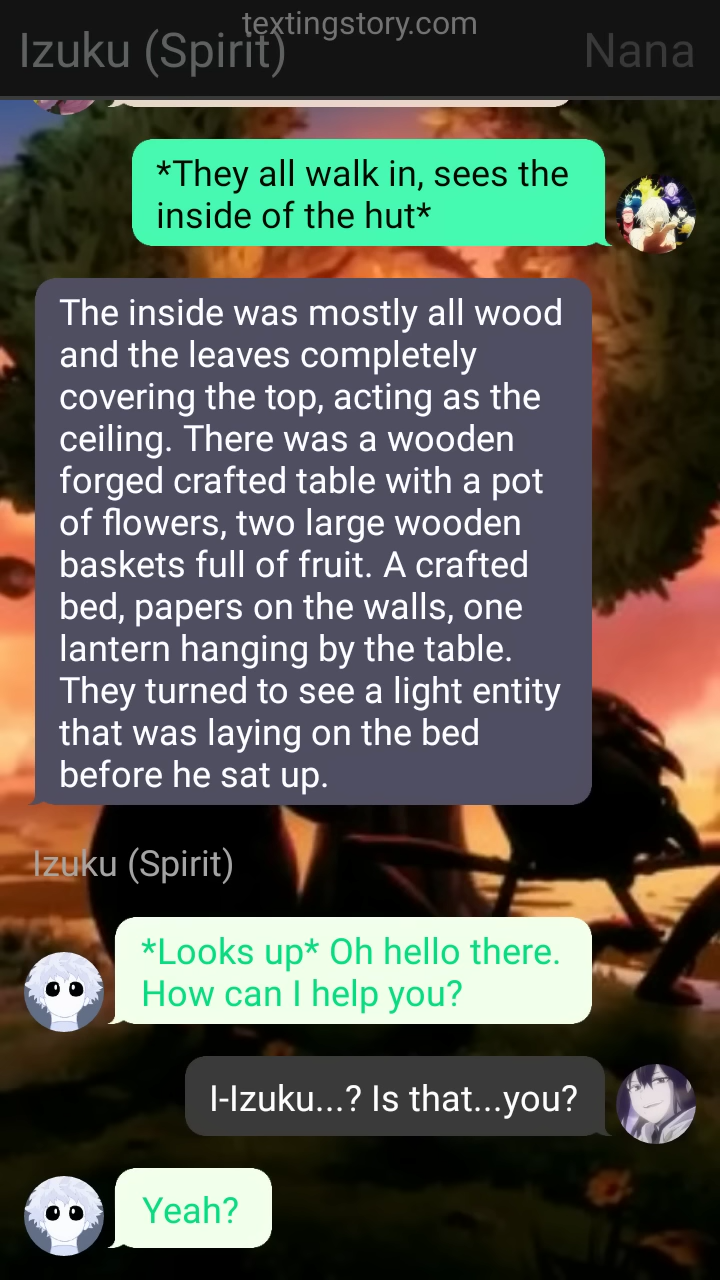 textingstory.com
Izuku (Spirit)
Nana
*They all walk in, sees the
inside of the hut*
The inside was mostly all wood
and the leaves completely
covering the top, acting as the
ceiling. There was a wooden
forged crafted table with a pot
of flowers, two large wooden
baskets full of fruit. A crafted
bed, papers on the walls, one
lantern hanging by the table.
They turned to see a light entity
that was laying on the bed
before he sat up.
Izuku (Spirit)
*Looks up* Oh hello there.
How can I help you?
I-Izuku...? Is that...you?
Yeah?